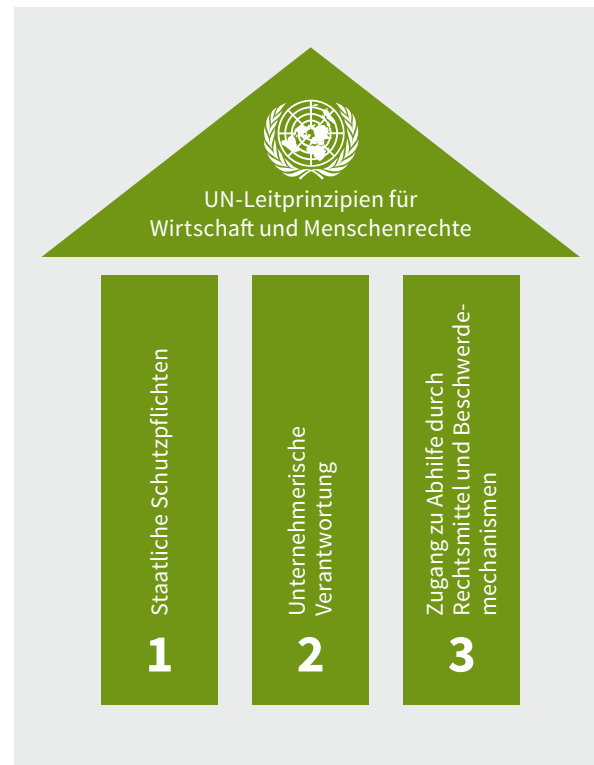 UN-Leitprinzipien für
Wirtschaft und Menschenrechte
Staatliche Schutzpflichten
1
Unternehmerische
Verantwortung
2
Zugang zu Abhilfe durch
Rechtsmittel und Beschwerde-
mechanismen
3